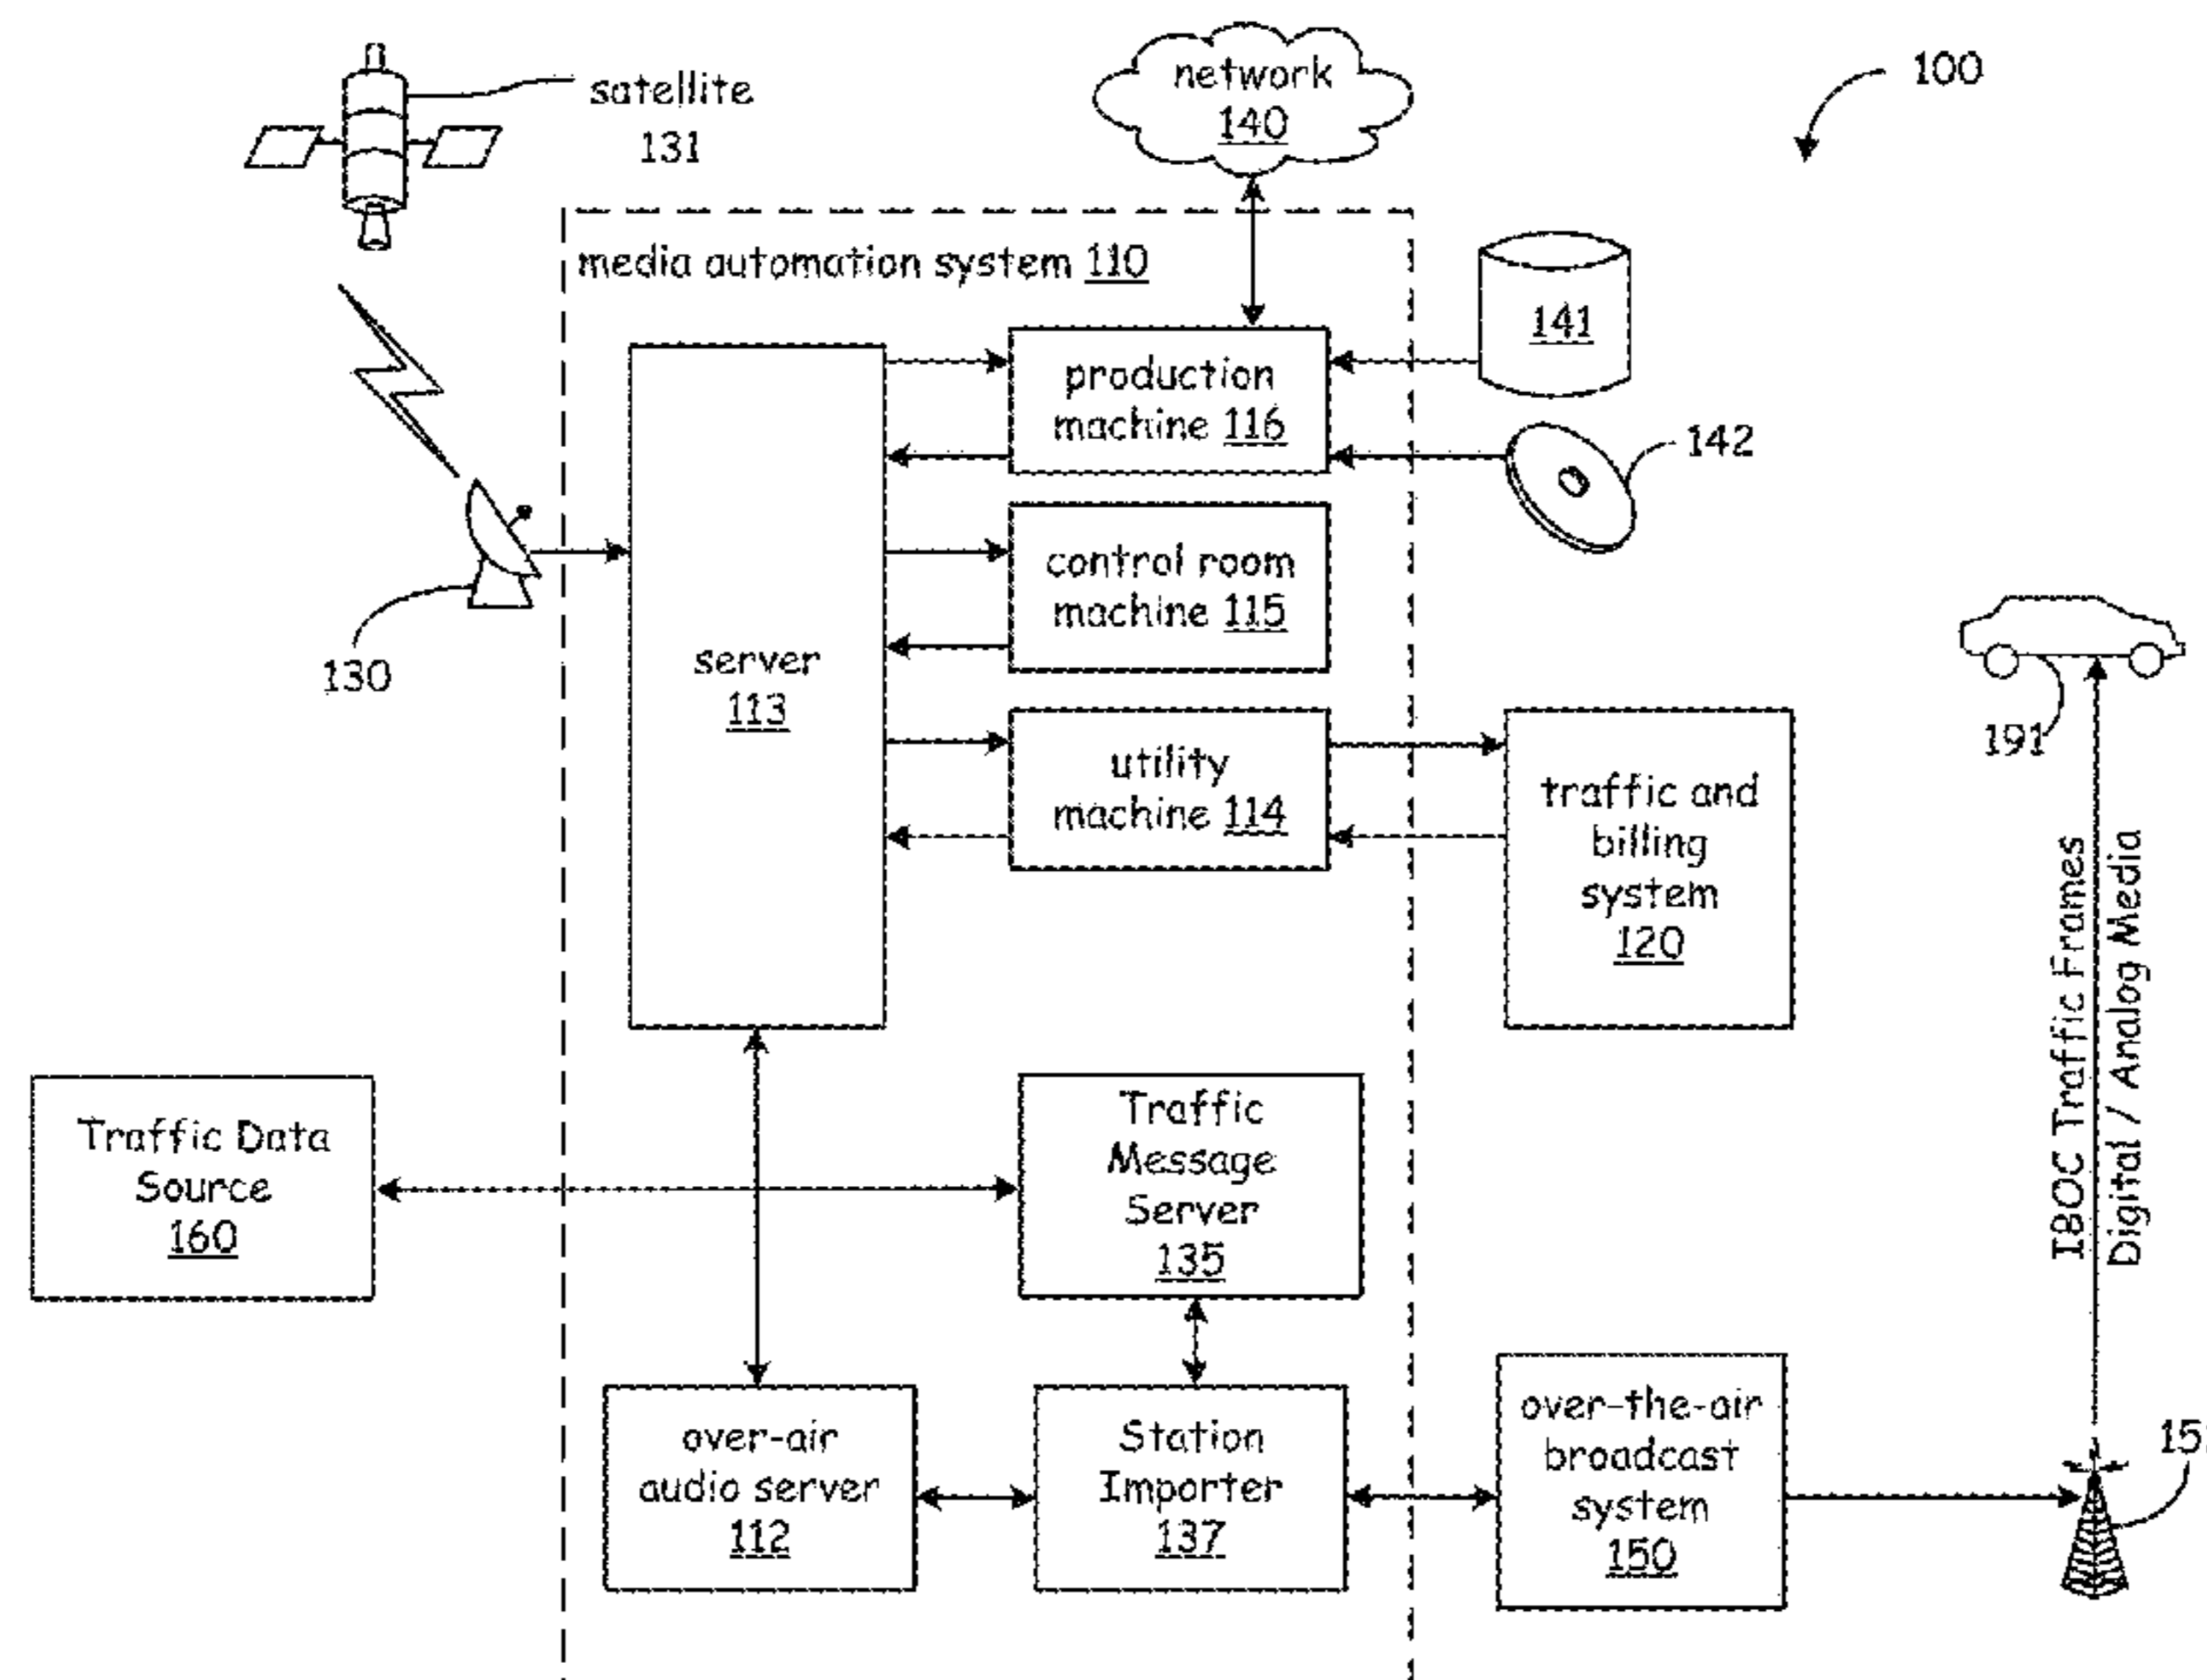 satellite
131
network
140
100
media automation system 110
141
production
machine 116
142
control room
machine 115
130
server
113
191
utility
machine 114
traffic and
billing
system
120
IBOC Traffic Frames
Digital / Analog Media
Traffic Data
Source
160
Traffic
Message
Server
135
over-air
audio server
112
Station
Importer
137
over-the-air
broadcast
system
150